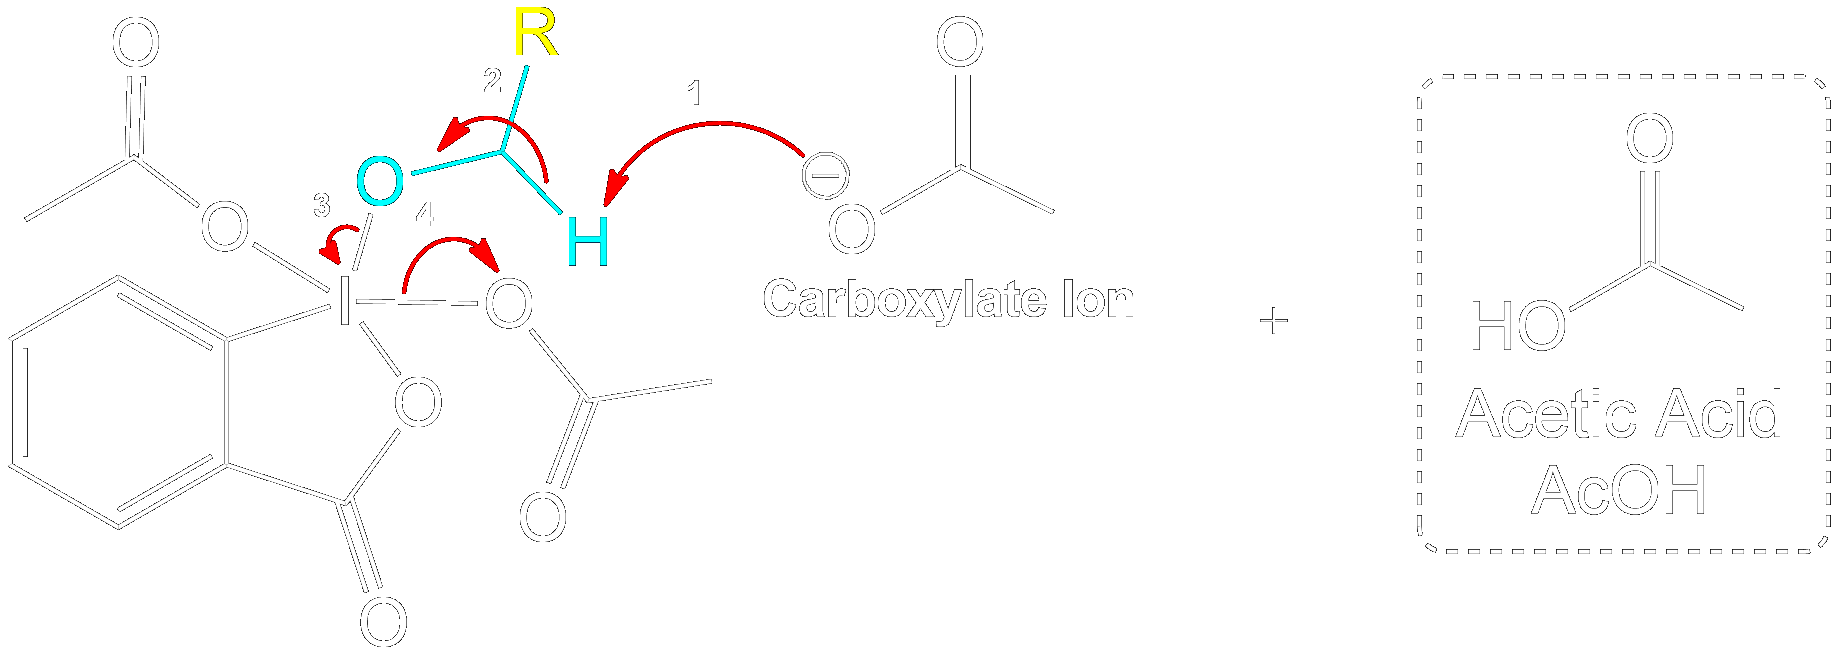 O
R
O
2
1
O
−
3
4
O
O
H
I
O
Carboxylate Ion
+
O
HO
O
Acetic Acid
AcOH
O
O